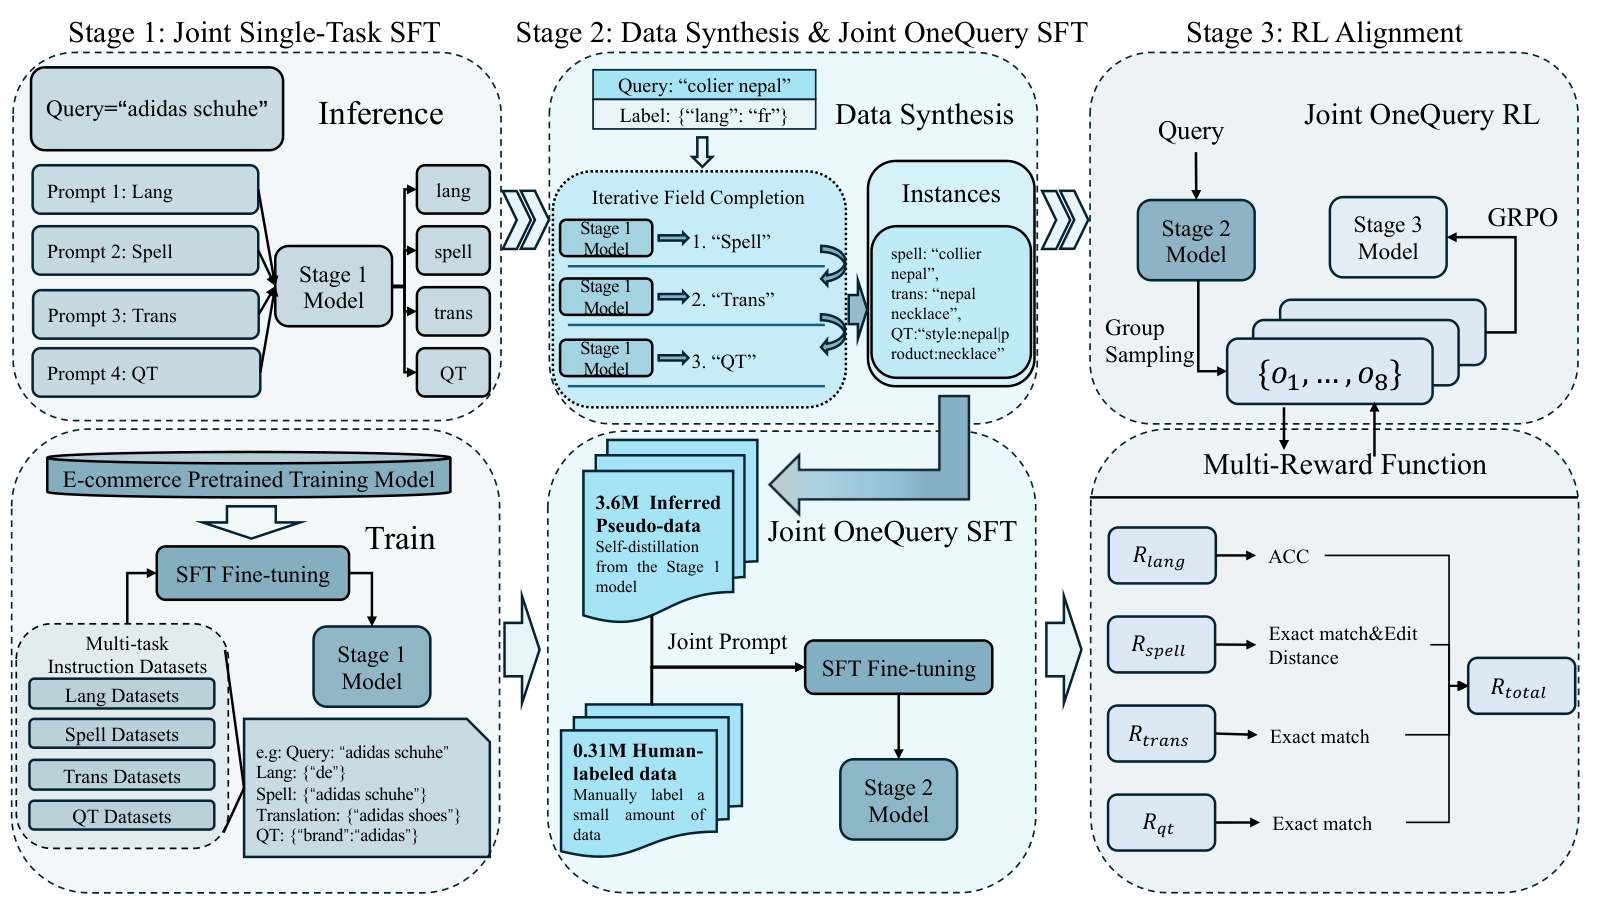 Stage 1: Joint Single-Task SFT
Query=“adidas schuhe”
Inference
Prompt 1: Lang
Prompt 2: Spell
Prompt 3: Trans
Prompt 4: QT
Stage 1
Model
lang
spell
trans
QT
E-commerce Pretrained Training Model
Train
SFT Fine-tuning
Stage 1
Model
Multi-task
Instruction Datasets
Lang Datasets
Spell Datasets
Trans Datasets
QT Datasets
e.g: Query: “adidas schuhe”
Lang: {“de”}
Spell: {“adidas schuhe”}
Translation: {“adidas shoes”}
QT: {“brand”:“adidas”}
Stage 2: Data Synthesis & Joint OneQuery SFT
Query: “colier nepal”
Label: {“lang”: “fr”}
Data Synthesis
Iterative Field Completion
Stage 1
Model
1. “Spell”
Stage 1
Model
2. “Trans”
Stage 1
Model
3. “QT”
Instances
spell: “collier
nepal”,
trans: “nepal
necklace”,
QT:“style:nepal|p
roduct:necklace”
3.6M Inferred
Pseudo-data
Self-distillation
from the Stage 1
model
Joint OneQuery SFT
Joint Prompt
SFT Fine-tuning
0.31M Human-
labeled data
Manually label a
small amount of
data
Stage 2
Model
Stage 3: RL Alignment
Joint OneQuery RL
Query
Stage 2
Model
Stage 3
Model
GRPO
Group
Sampling
{o₁, …, o₈}
Multi-Reward Function
R_lang
ACC
R_spell
Exact match&Edit
Distance
R_trans
Exact match
R_qt
Exact match
R_total